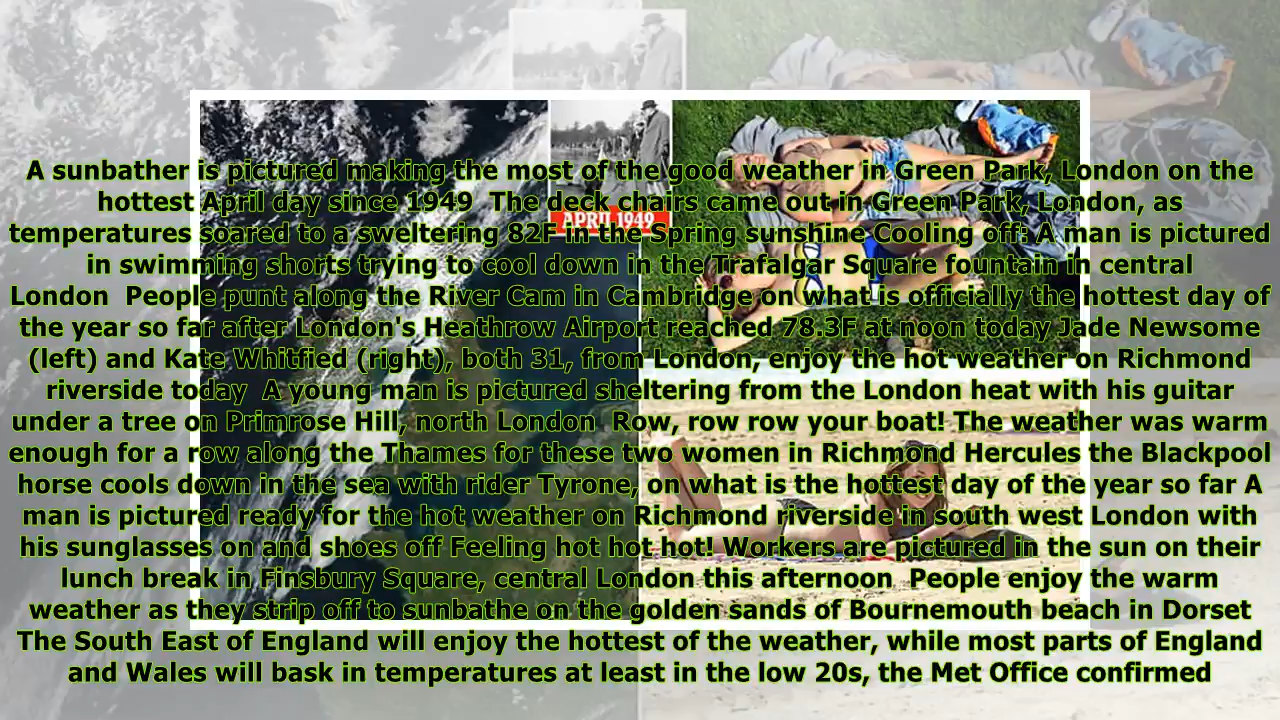 A sunbather is pictured making the most of the good weather in Green Park, London on the
hottest April day since 1949  The deck chairs came out in Green Park, London, as
temperatures soared to a sweltering 82F in the Spring sunshine Cooling off: A man is pictured
in swimming shorts trying to cool down in the Trafalgar Square fountain in central
London  People punt along the River Cam in Cambridge on what is officially the hottest day of
the year so far after London's Heathrow Airport reached 78.3F at noon today Jade Newsome
(left) and Kate Whitfied (right), both 31, from London, enjoy the hot weather on Richmond
riverside today  A young man is pictured sheltering from the London heat with his guitar
under a tree on Primrose Hill, north London  Row, row row your boat! The weather was warm
enough for a row along the Thames for these two women in Richmond Hercules the Blackpool
horse cools down in the sea with rider Tyrone, on what is the hottest day of the year so far A
man is pictured ready for the hot weather on Richmond riverside in south west London with
his sunglasses on and shoes off Feeling hot hot hot! Workers are pictured in the sun on their
lunch break in Finsbury Square, central London this afternoon  People enjoy the warm
weather as they strip off to sunbathe on the golden sands of Bournemouth beach in Dorset
The South East of England will enjoy the hottest of the weather, while most parts of England
and Wales will bask in temperatures at least in the low 20s, the Met Office confirmed
APRIL 1949